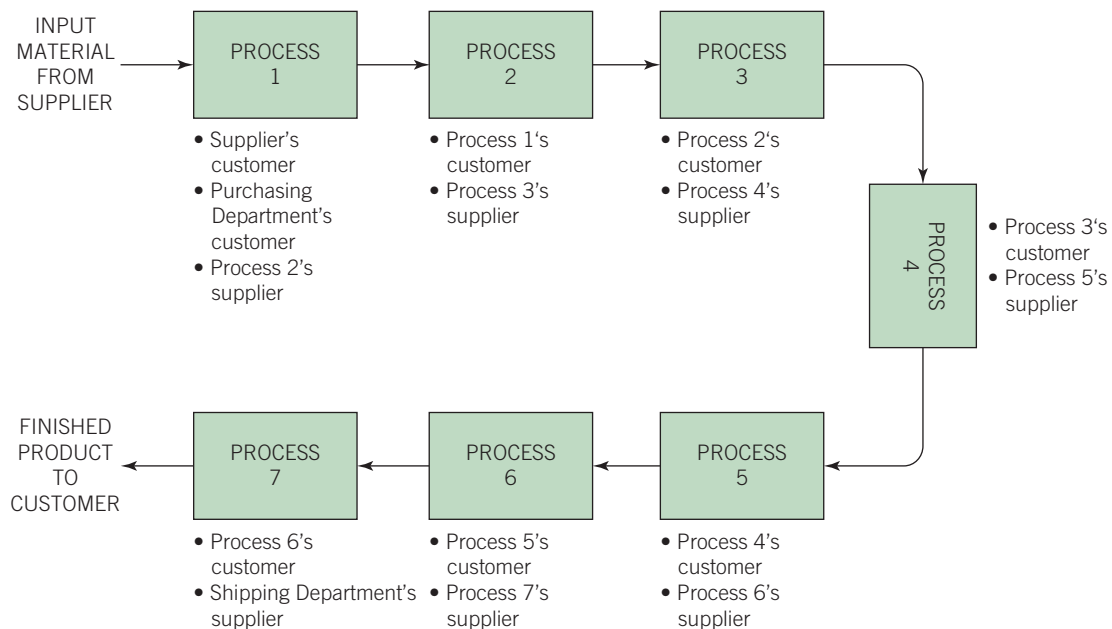 INPUT
MATERIAL
FROM
SUPPLIER
PROCESS
1
• Supplier's
customer
• Purchasing
Department's
customer
• Process 2's
supplier
PROCESS
2
• Process 1‘s
customer
• Process 3's
supplier
PROCESS
3
• Process 2‘s
customer
• Process 4's
supplier
PROCESS
4
• Process 3‘s
customer
• Process 5's
supplier
PROCESS
5
• Process 4's
customer
• Process 6's
supplier
PROCESS
6
• Process 5's
customer
• Process 7's
supplier
PROCESS
7
• Process 6's
customer
• Shipping Department's
supplier
FINISHED
PRODUCT
TO
CUSTOMER